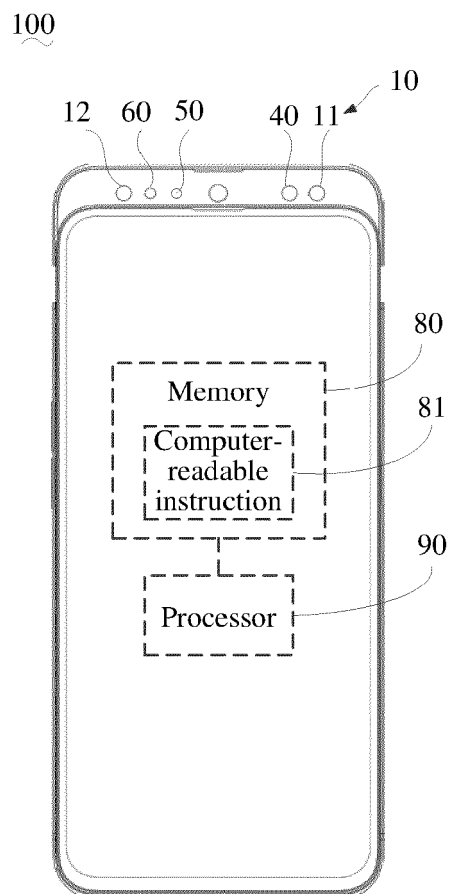 100
10
12 60 50 40 11
80
Memory
81
Computer-
readable
instruction
90
Processor